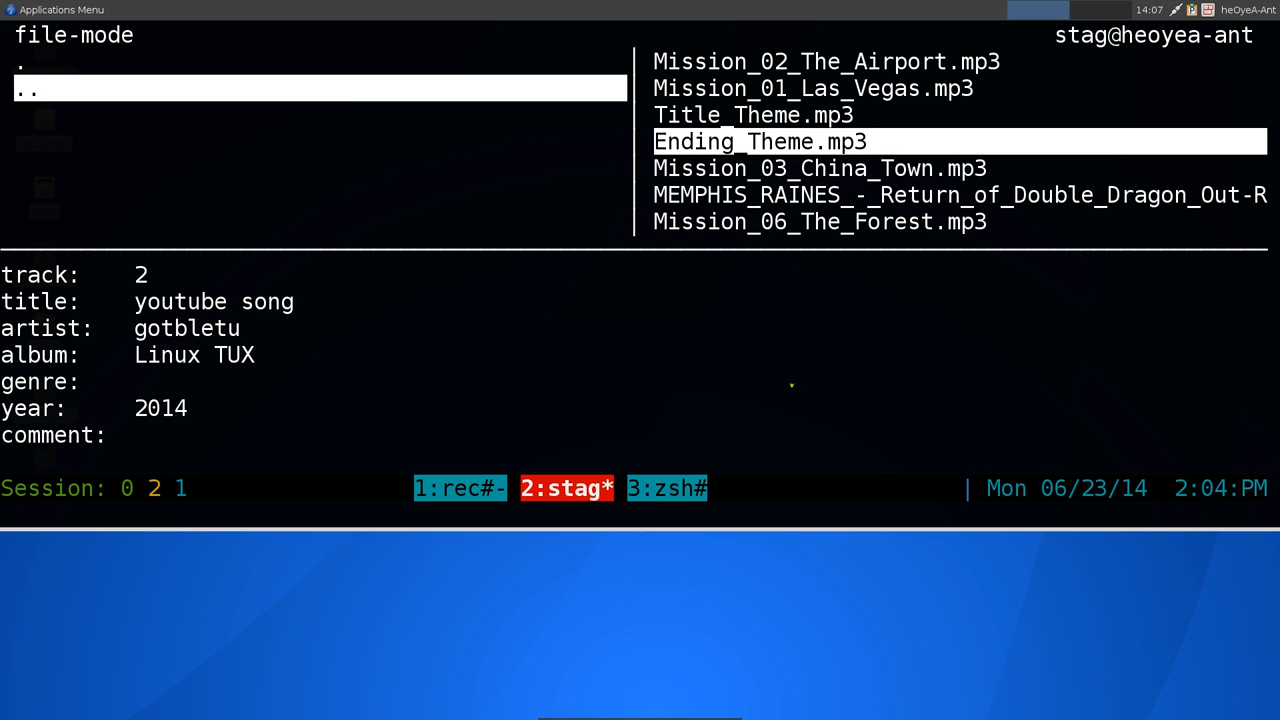 Applications Menu
14:07
heOyeA-Ant
file-mode
stag@heoyea-ant
.
..
Mission_02_The_Airport.mp3
Mission_01_Las_Vegas.mp3
Title_Theme.mp3
Ending_Theme.mp3
Mission_03_China_Town.mp3
MEMPHIS_RAINES_-_Return_of_Double_Dragon_Out-R
Mission_06_The_Forest.mp3
track: 2
title: youtube song
artist: gotbletu
album: Linux TUX
genre:
year: 2014
comment:
Session: 0 2 1 1:rec#- 2:stag* 3:zsh# | Mon 06/23/14 2:04:PM